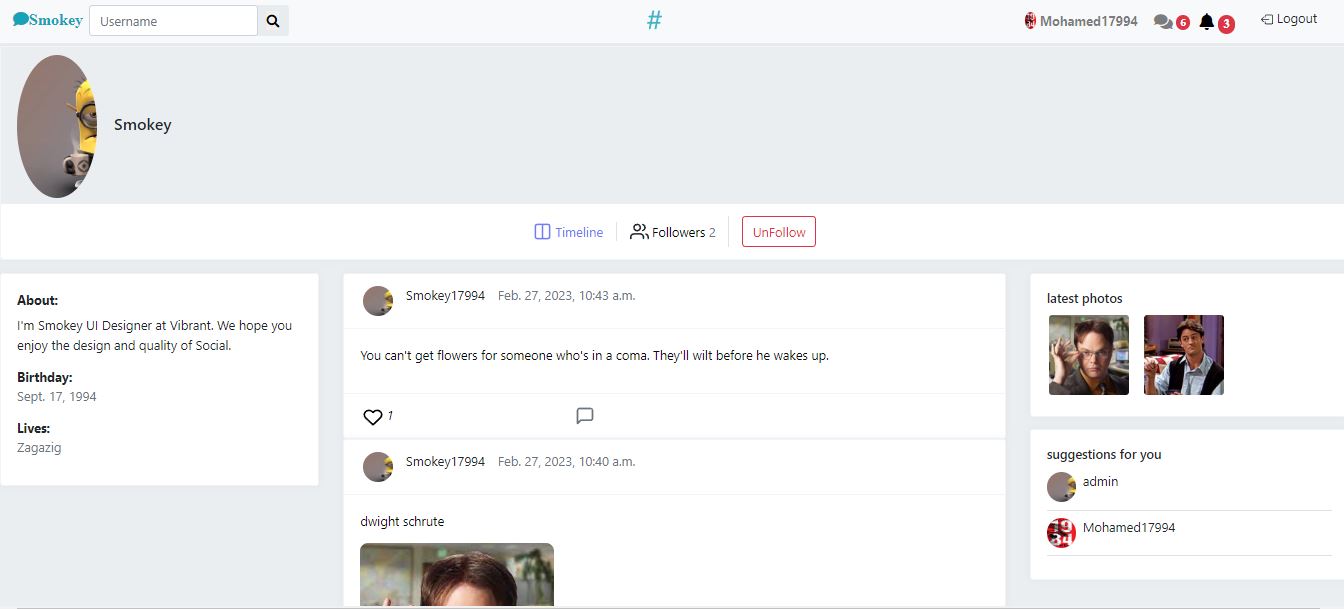 Smokey
Username
#
Mohamed17994
6
3
Logout
Smokey
Timeline
Followers 2
UnFollow
About:
I'm Smokey UI Designer at Vibrant. We hope you
enjoy the design and quality of Social.
Birthday:
Sept. 17, 1994
Lives:
Zagazig
Smokey17994 Feb. 27, 2023, 10:43 a.m.
You can't get flowers for someone who's in a coma. They'll wilt before he wakes up.
1
Smokey17994 Feb. 27, 2023, 10:40 a.m.
dwight schrute
latest photos
suggestions for you
admin
19
34
Mohamed17994